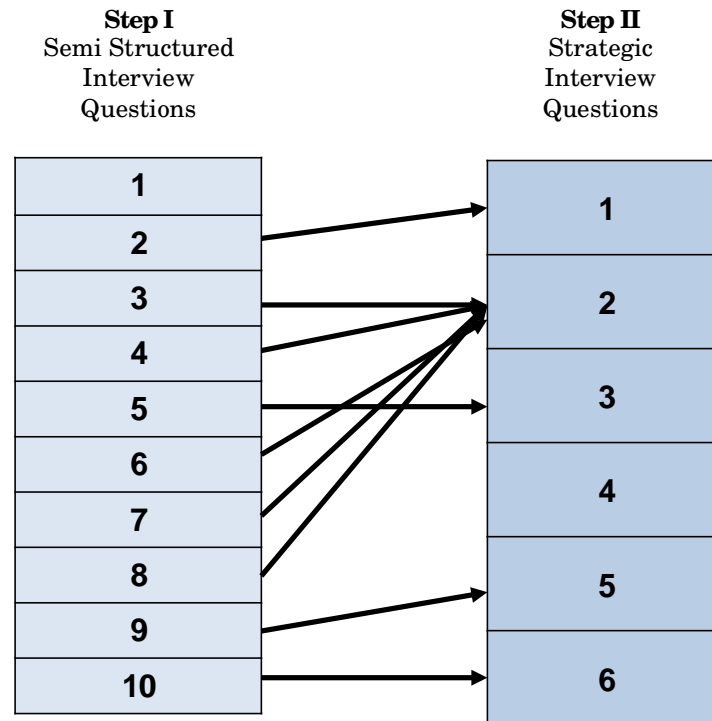 Step I
Semi Structured
Interview
Questions
1
2
3
4
5
6
7
8
9
10
Step II
Strategic
Interview
Questions
1
2
3
4
5
6